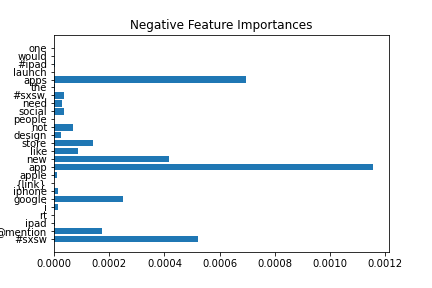 Negative Feature Importances
one
would
#ipad
launch
apps
the
#sxsw.
need
social
people
not
design
store
like
new
app
apple
{link}
iphone
google
i
rt
ipad
@mention
#sxsw
0.0000 0.0002 0.0004 0.0006 0.0008 0.0010 0.0012